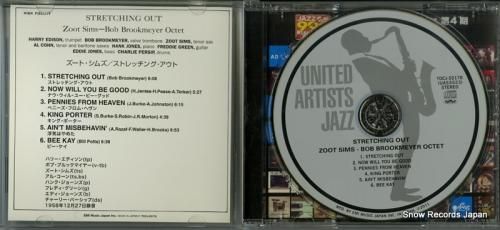 HIGH FIDELITY
STRETCHING OUT
Zoot Sims—Bob Brookmeyer Octet
HARRY EDISON, trumpet BOB BROOKMEYER, valve trombone ZOOT SIMS, tenor sax
AL COHN, tenor and baritone saxes HANK JONES, piano FREDDIE GREEN, guitar
EDDIE JONES, bass CHARLIE PERSIP, drums
ズート・シムズ/ストレッチング・アウト
1. STRETCHING OUT (Bob Brookmeyer) 6:08
ストレッチング・アウト
2. NOW WILL YOU BE GOOD
ナウ・ウィル・ユー・ビー・グッド
3. PENNIES FROM HEAVEN (J.Burke-A.Johnston)
ペニーズ・フロム・ヘヴン
4. KING PORTER
キング・ポーター
5. AIN'T MISBEHAVIN' (A.Razaf-F.Waller-H.Brooks) 6:53
浮気はやめた
6. BEE KAY (Bill Potts)
ビー・ケイ
ハリー・エディソン(tp)
ボブ・ブルックマイヤー(v-tb)
ズート・シムズ(ts)
アル・コーン(ts,bs)
ハンク・ジョーンズ(p)
フレディ・グリーン(g)
エディ・ジョーンズ(b)
チャーリー・パーシップ(ds)
1958年12月27日録音
第4期
UNITED
ARTISTS
JAZZ
STEREO
STRETCHING OUT
ZOOT SIMS - BOB BROOKMEYER OCTET
1. STRETCHING OUT
2. NOW WILL YOU BE GOOD
3. PENNIES FROM HEAVEN
4. KING PORTER
5. AIN'T MISBEHAVIN'
6. BEE KAY
Snow Records Japan